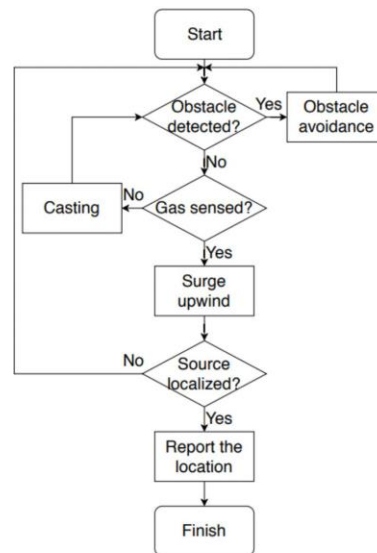 Start
Obstacle
detected?
Yes
Obstacle
avoidance
No
Casting
No
Gas sensed?
Yes
Surge
upwind
No
Source
localized?
Yes
Report the
location
Finish